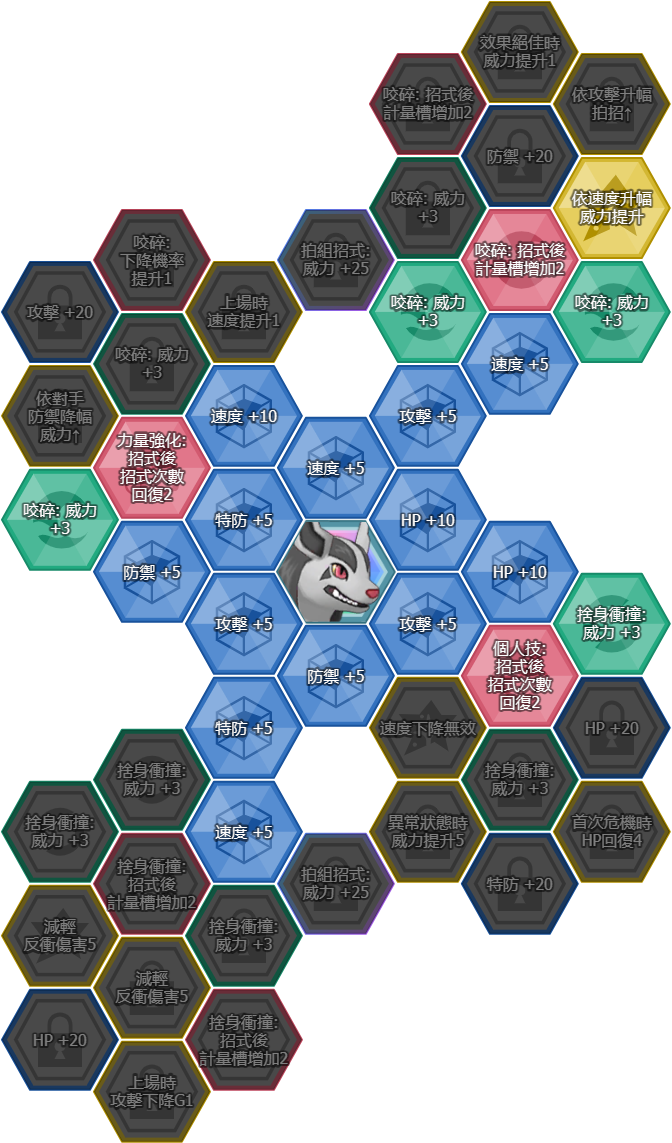 效果絕佳時
威力提升1
咬碎: 招式後
計量槽增加2
依攻擊升幅
拍招↑
防禦 +20
咬碎: 威力
+3
依速度升幅
威力提升
咬碎:
下降機率
提升1
拍組招式:
威力 +25
咬碎: 招式後
計量槽增加2
攻擊 +20
上場時
速度提升1
咬碎: 威力
+3
咬碎: 威力
+3
咬碎: 威力
+3
速度 +5
依對手
防禦降幅
威力↑
速度 +10
攻擊 +5
力量強化:
招式後
招式次數
回復2
速度 +5
咬碎: 威力
+3
特防 +5
HP +10
防禦 +5
HP +10
攻擊 +5
攻擊 +5
捨身衝撞:
威力 +3
防禦 +5
個人技:
招式後
招式次數
回復2
特防 +5
速度下降無效
HP +20
捨身衝撞:
威力 +3
捨身衝撞:
威力 +3
捨身衝撞:
威力 +3
速度 +5
異常狀態時
威力提升5
首次危機時
HP回復4
捨身衝撞:
招式後
計量槽增加2
拍組招式:
威力 +25
特防 +20
減輕
反衝傷害5
捨身衝撞:
威力 +3
減輕
反衝傷害5
HP +20
捨身衝撞:
招式後
計量槽增加2
上場時
攻擊下降G1